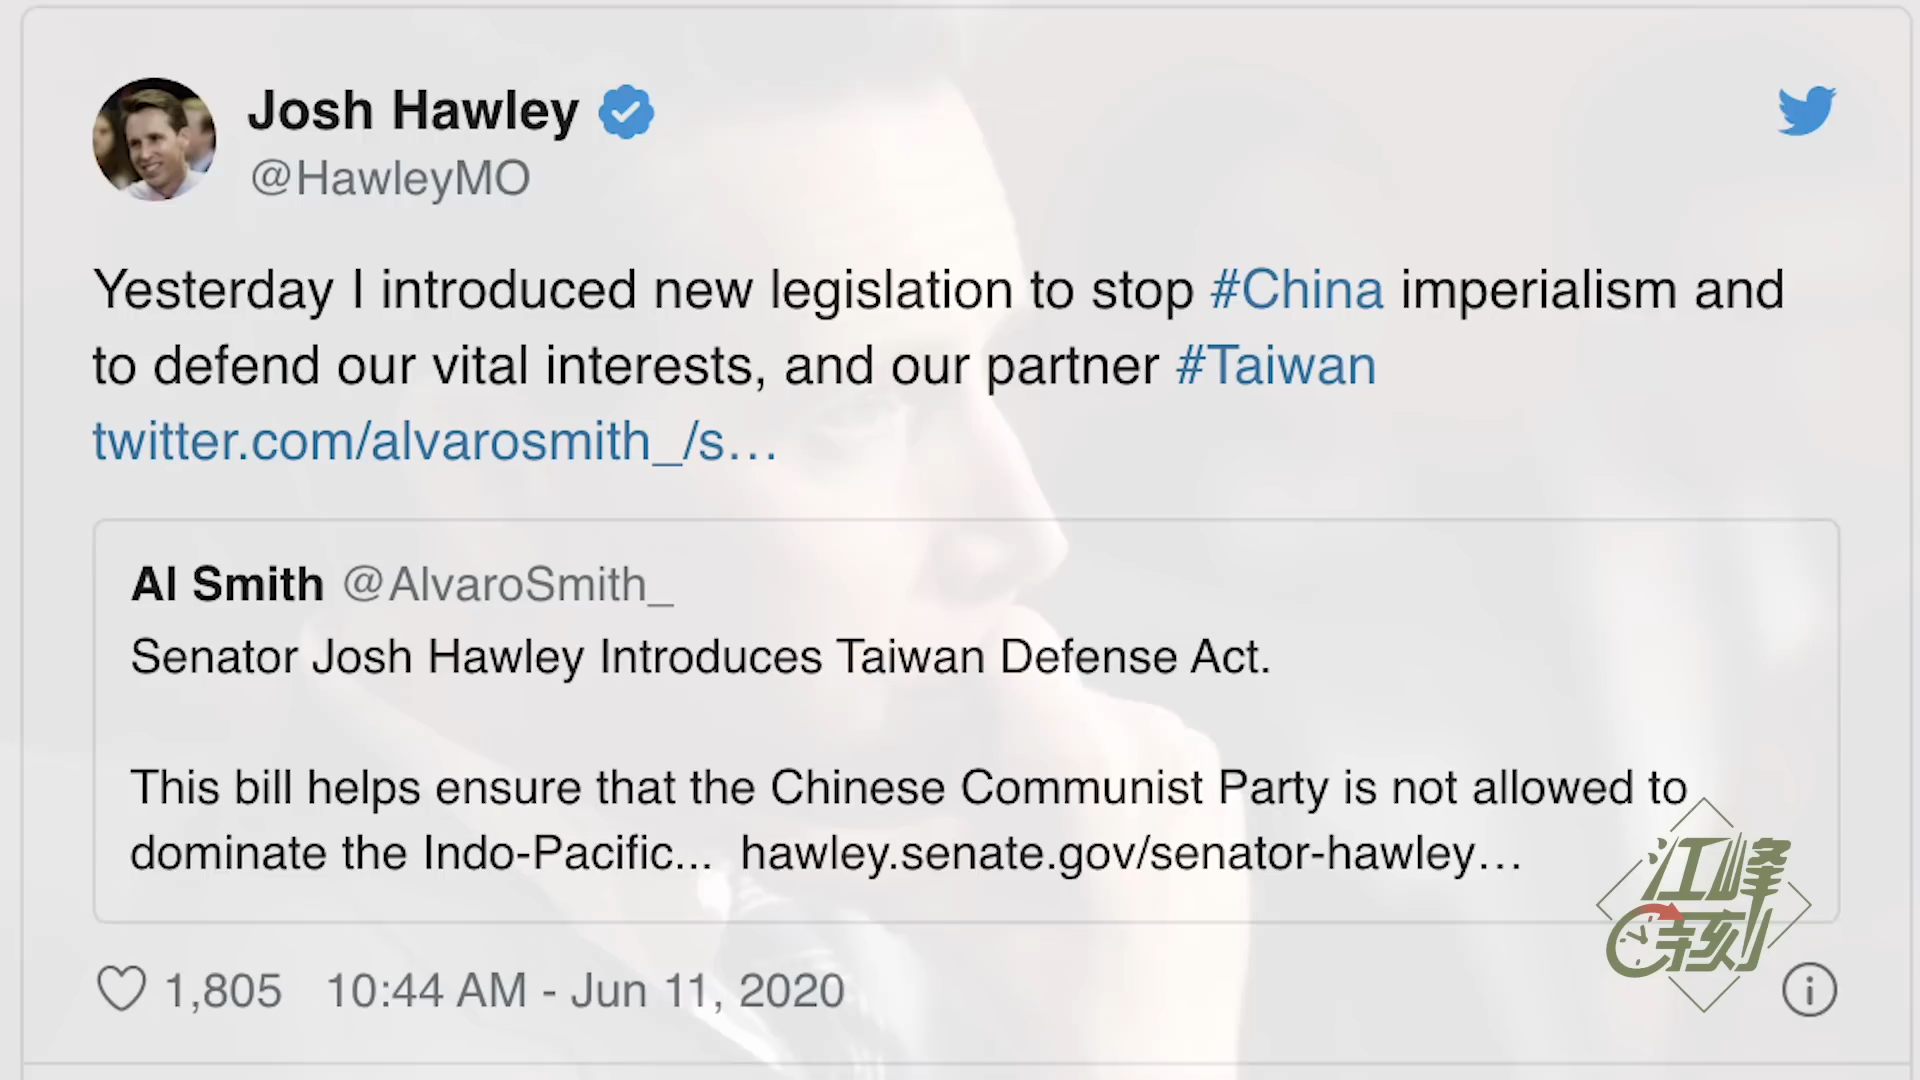 Josh Hawley
@HawleyMO
Yesterday I introduced new legislation to stop #China imperialism and
to defend our vital interests, and our partner #Taiwan
twitter.com/alvarosmith_/s…
Al Smith @AlvaroSmith_
Senator Josh Hawley Introduces Taiwan Defense Act.
This bill helps ensure that the Chinese Communist Party is not allowed to
dominate the Indo-Pacific... hawley.senate.gov/senator-hawley…
江峰
时刻
1,805 10:44 AM - Jun 11, 2020